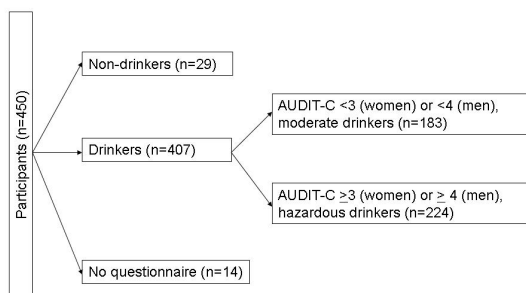 Participants (n=450)
Non-drinkers (n=29)
Drinkers (n=407)
No questionnaire (n=14)
AUDIT-C <3 (women) or <4 (men),
moderate drinkers (n=183)
AUDIT-C ≥3 (women) or ≥ 4 (men),
hazardous drinkers (n=224)